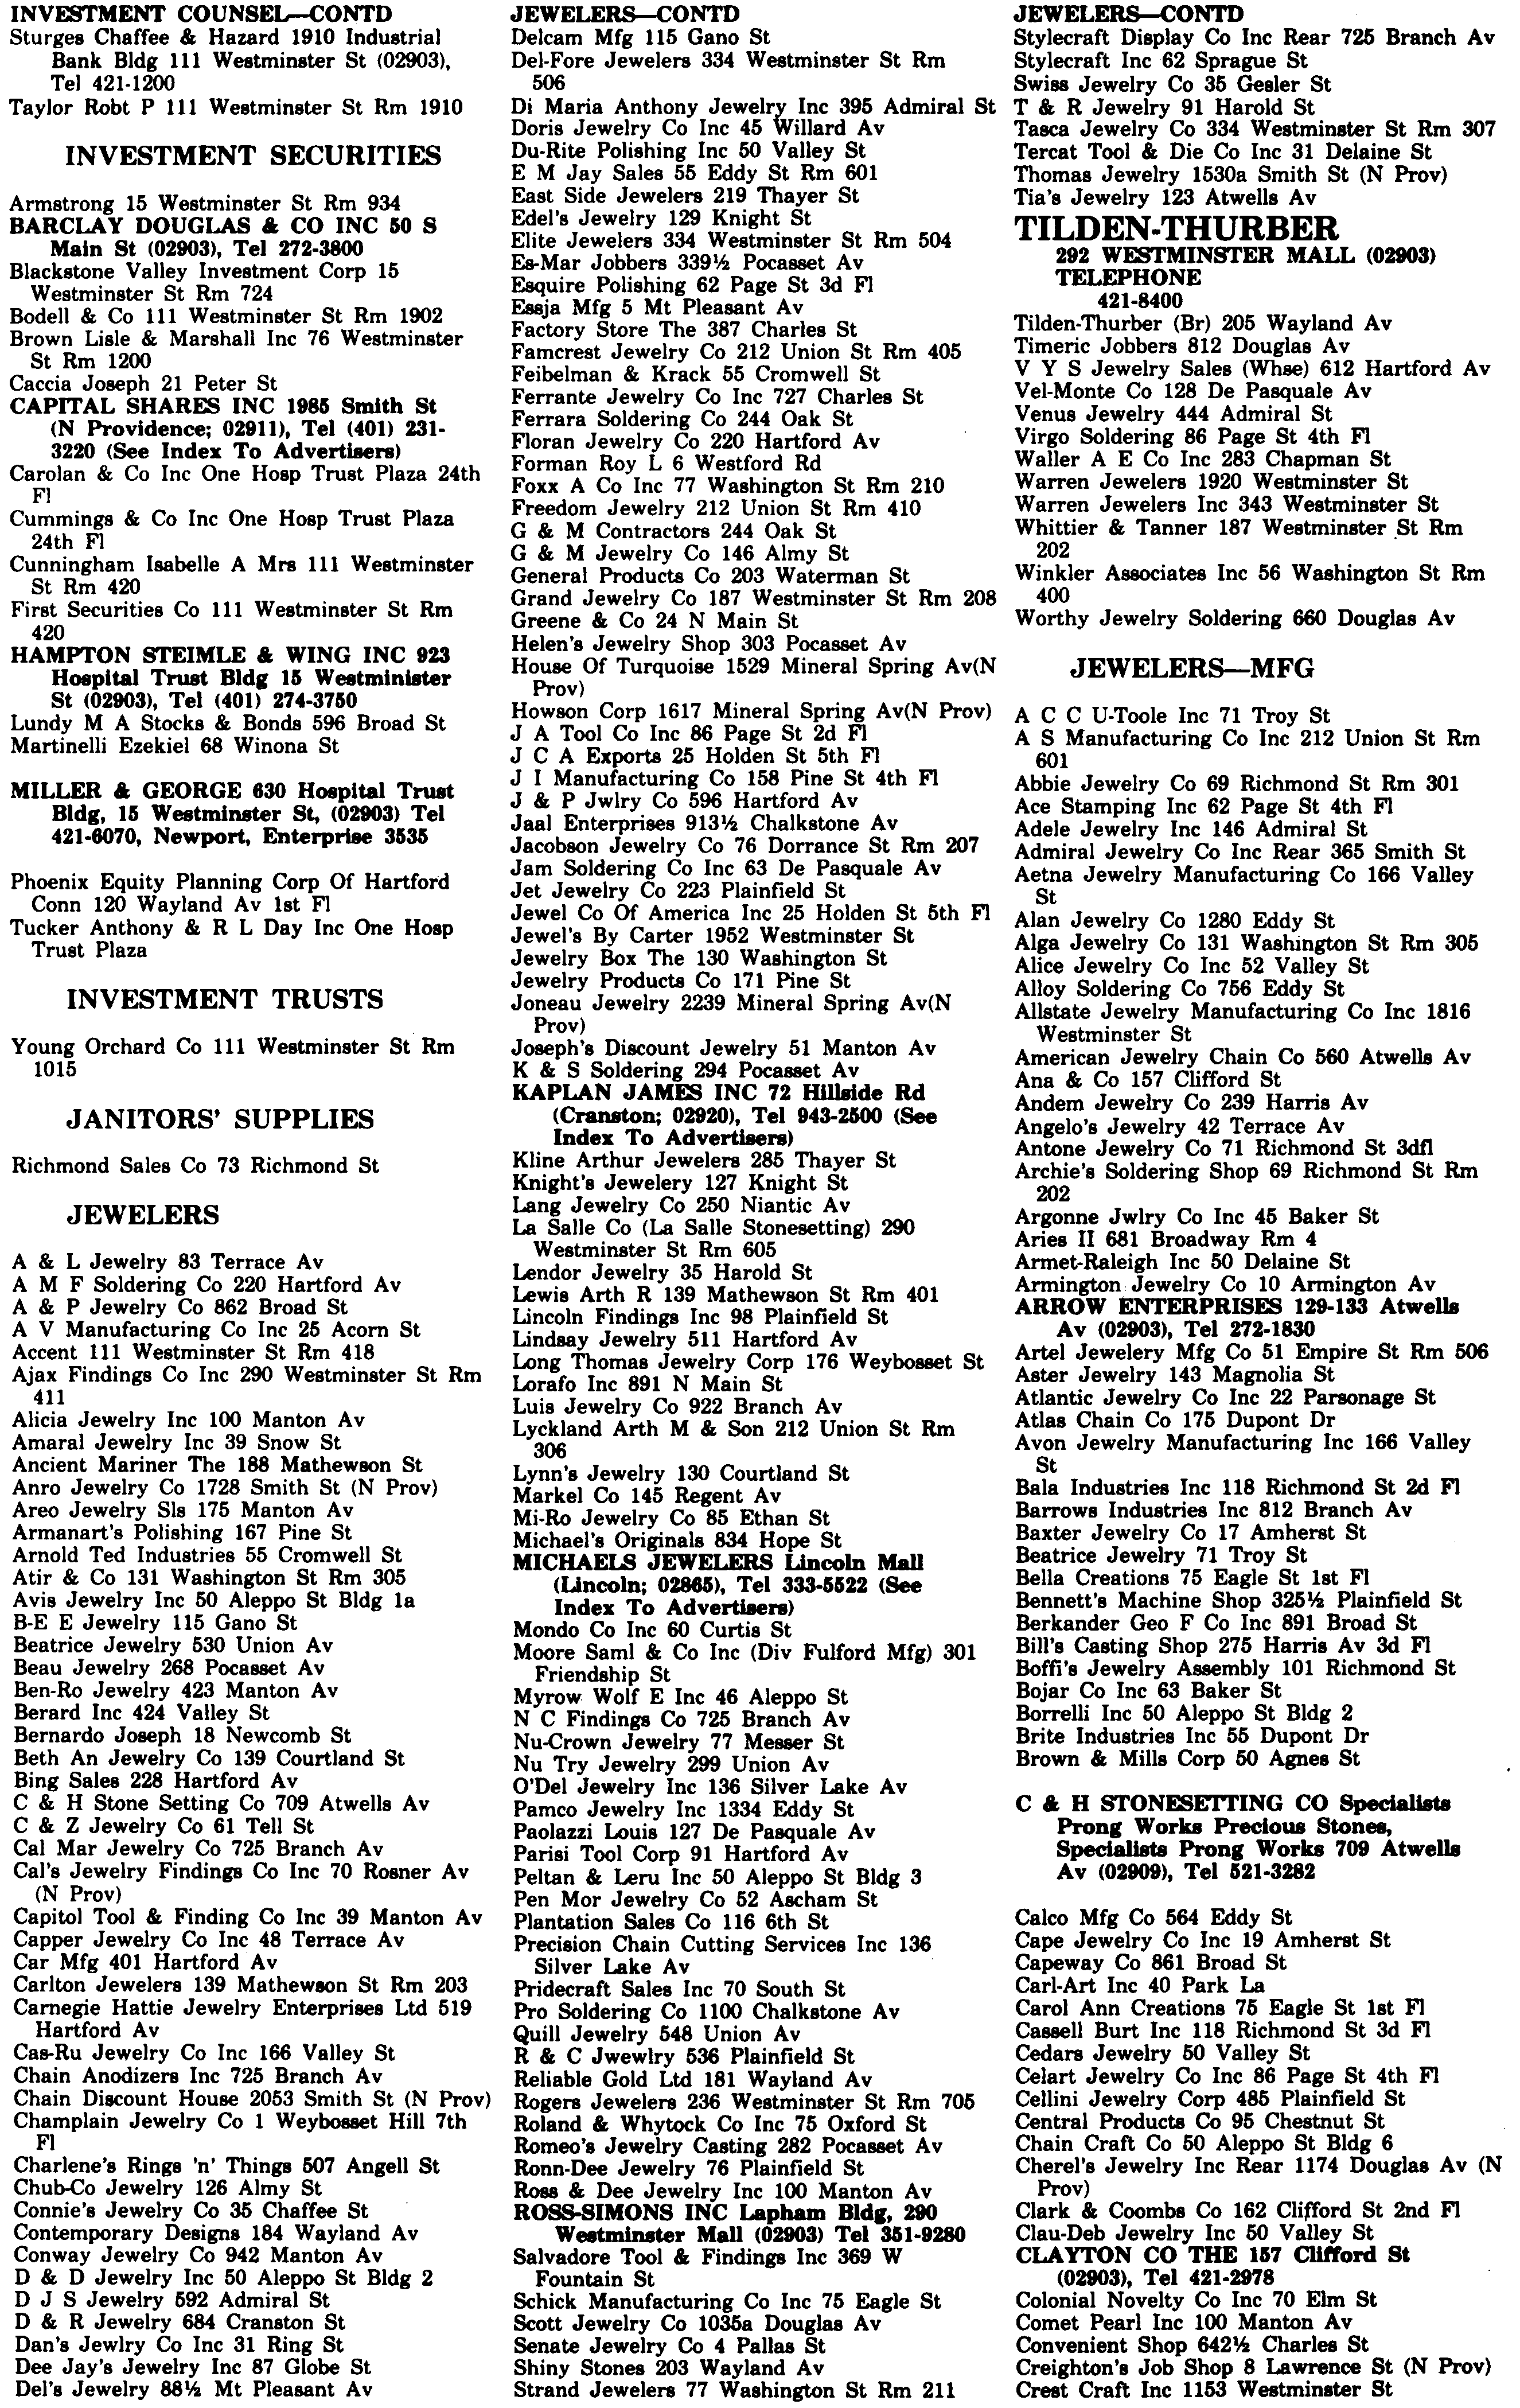 INVESTMENT COUNSEL—CONTD
Sturges Chaffee & Hazard 1910 Industrial
Bank Bldg 111 Westminster St (02903),
Tel 421-1200
Taylor Robt P 111 Westminster St Rm 1910
INVESTMENT SECURITIES
Armstrong 15 Westminster St Rm 934
BARCLAY DOUGLAS & CO INC 50 S
Main St (02903), Tel 272-3800
Blackstone Valley Investment Corp 15
Westminster St Rm 724
Bodell & Co 111 Westminster St Rm 1902
Brown Lisle & Marshall Inc 76 Westminster
St Rm 1200
Caccia Joseph 21 Peter St
CAPITAL SHARES INC 1985 Smith St
(N Providence; 02911), Tel (401) 231-
3220 (See Index To Advertisers)
Carolan & Co Inc One Hosp Trust Plaza 24th
Fl
Cummings & Co Inc One Hosp Trust Plaza
24th Fl
Cunningham Isabelle A Mrs 111 Westminster
St Rm 420
First Securities Co 111 Westminster St Rm
420
HAMPTON STEIMLE & WING INC 923
Hospital Trust Bldg 15 Westminister
St (02903), Tel (401) 274-3750
Lundy M A Stocks & Bonds 596 Broad St
Martinelli Ezekiel 68 Winona St
MILLER & GEORGE 630 Hospital Trust
Bldg, 15 Westminster St, (02903) Tel
421-6070, Newport, Enterprise 3535
Phoenix Equity Planning Corp Of Hartford
Conn 120 Wayland Av 1st Fl
Tucker Anthony & R L Day Inc One Hosp
Trust Plaza
INVESTMENT TRUSTS
Young Orchard Co 111 Westminster St Rm
1015
JANITORS' SUPPLIES
Richmond Sales Co 73 Richmond St
JEWELERS
A & L Jewelry 83 Terrace Av
A M F Soldering Co 220 Hartford Av
A & P Jewelry Co 862 Broad St
A V Manufacturing Co Inc 25 Acorn St
Accent 111 Westminster St Rm 418
Ajax Findings Co Inc 290 Westminster St Rm
411
Alicia Jewelry Inc 100 Manton Av
Amaral Jewelry Inc 39 Snow St
Ancient Mariner The 188 Mathewson St
Anro Jewelry Co 1728 Smith St (N Prov)
Areo Jewelry Sls 175 Manton Av
Armanart's Polishing 167 Pine St
Arnold Ted Industries 55 Cromwell St
Atir & Co 131 Washington St Rm 305
Avis Jewelry Inc 50 Aleppo St Bldg 1a
B-E E Jewelry 115 Gano St
Beatrice Jewelry 530 Union Av
Beau Jewelry 268 Pocasset Av
Ben-Ro Jewelry 423 Manton Av
Berard Inc 424 Valley St
Bernardo Joseph 18 Newcomb St
Beth An Jewelry Co 139 Courtland St
Bing Sales 228 Hartford Av
C & H Stone Setting Co 709 Atwells Av
C & Z Jewelry Co 61 Tell St
Cal Mar Jewelry Co 725 Branch Av
Cal's Jewelry Findings Co Inc 70 Rosner Av
(N Prov)
Capitol Tool & Finding Co Inc 39 Manton Av
Capper Jewelry Co Inc 48 Terrace Av
Car Mfg 401 Hartford Av
Carlton Jewelers 139 Mathewson St Rm 203
Carnegie Hattie Jewelry Enterprises Ltd 519
Hartford Av
Cas-Ru Jewelry Co Inc 166 Valley St
Chain Anodizers Inc 725 Branch Av
Chain Discount House 2053 Smith St (N Prov)
Champlain Jewelry Co 1 Weybosset Hill 7th
Fl
Charlene's Rings 'n' Things 507 Angell St
Chub-Co Jewelry 126 Almy St
Connie's Jewelry Co 35 Chaffee St
Contemporary Designs 184 Wayland Av
Conway Jewelry Co 942 Manton Av
D & D Jewelry Inc 50 Aleppo St Bldg 2
D J S Jewelry 592 Admiral St
D & R Jewelry 684 Cranston St
Dan's Jewlry Co Inc 31 Ring St
Dee Jay's Jewelry Inc 87 Globe St
Del's Jewelry 88½ Mt Pleasant Av
JEWELERS—CONTD
Delcam Mfg 115 Gano St
Del-Fore Jewelers 334 Westminster St Rm
506
Di Maria Anthony Jewelry Inc 395 Admiral St
Doris Jewelry Co Inc 45 Willard Av
Du-Rite Polishing Inc 50 Valley St
E M Jay Sales 55 Eddy St Rm 601
East Side Jewelers 219 Thayer St
Edel's Jewelry 129 Knight St
Elite Jewelers 334 Westminster St Rm 504
Es-Mar Jobbers 339½ Pocasset Av
Esquire Polishing 62 Page St 3d Fl
Essja Mfg 5 Mt Pleasant Av
Factory Store The 387 Charles St
Famcrest Jewelry Co 212 Union St Rm 405
Feibelman & Krack 55 Cromwell St
Ferrante Jewelry Co Inc 727 Charles St
Ferrara Soldering Co 244 Oak St
Floran Jewelry Co 220 Hartford Av
Forman Roy L 6 Westford Rd
Foxx A Co Inc 77 Washington St Rm 210
Freedom Jewelry 212 Union St Rm 410
G & M Contractors 244 Oak St
G & M Jewelry Co 146 Almy St
General Products Co 203 Waterman St
Grand Jewelry Co 187 Westminster St Rm 208
Greene & Co 24 N Main St
Helen's Jewelry Shop 303 Pocasset Av
House Of Turquoise 1529 Mineral Spring Av(N
Prov)
Howson Corp 1617 Mineral Spring Av(N Prov)
J A Tool Co Inc 86 Page St 2d Fl
J C A Exports 25 Holden St 5th Fl
J I Manufacturing Co 158 Pine St 4th Fl
J & P Jwlry Co 596 Hartford Av
Jaal Enterprises 913½ Chalkstone Av
Jacobson Jewelry Co 76 Dorrance St Rm 207
Jam Soldering Co Inc 63 De Pasquale Av
Jet Jewelry Co 223 Plainfield St
Jewel Co Of America Inc 25 Holden St 5th Fl
Jewel's By Carter 1952 Westminster St
Jewelry Box The 130 Washington St
Jewelry Products Co 171 Pine St
Joneau Jewelry 2239 Mineral Spring Av(N
Prov)
Joseph's Discount Jewelry 51 Manton Av
K & S Soldering 294 Pocasset Av
KAPLAN JAMES INC 72 Hillside Rd
(Cranston; 02920), Tel 943-2500 (See
Index To Advertisers)
Kline Arthur Jewelers 285 Thayer St
Knight's Jewelery 127 Knight St
Lang Jewelry Co 250 Niantic Av
La Salle Co (La Salle Stonesetting) 290
Westminster St Rm 605
Lendor Jewelry 35 Harold St
Lewis Arth R 139 Mathewson St Rm 401
Lincoln Findings Inc 98 Plainfield St
Lindsay Jewelry 511 Hartford Av
Long Thomas Jewelry Corp 176 Weybosset St
Lorafo Inc 891 N Main St
Luis Jewelry Co 922 Branch Av
Lyckland Arth M & Son 212 Union St Rm
306
Lynn's Jewelry 130 Courtland St
Markel Co 145 Regent Av
Mi-Ro Jewelry Co 85 Ethan St
Michael's Originals 834 Hope St
MICHAELS JEWELERS Lincoln Mall
(Lincoln; 02865), Tel 333-5522 (See
Index To Advertisers)
Mondo Co Inc 60 Curtis St
Moore Saml & Co Inc (Div Fulford Mfg) 301
Friendship St
Myrow Wolf E Inc 46 Aleppo St
N C Findings Co 725 Branch Av
Nu-Crown Jewelry 77 Messer St
Nu Try Jewelry 299 Union Av
O'Del Jewelry Inc 136 Silver Lake Av
Pamco Jewelry Inc 1334 Eddy St
Paolazzi Louis 127 De Pasquale Av
Parisi Tool Corp 91 Hartford Av
Peltan & Leru Inc 50 Aleppo St Bldg 3
Pen Mor Jewelry Co 52 Ascham St
Plantation Sales Co 116 6th St
Precision Chain Cutting Services Inc 136
Silver Lake Av
Pridecraft Sales Inc 70 South St
Pro Soldering Co 1100 Chalkstone Av
Quill Jewelry 548 Union Av
R & C Jwewlry 536 Plainfield St
Reliable Gold Ltd 181 Wayland Av
Rogers Jewelers 236 Westminster St Rm 705
Roland & Whytock Co Inc 75 Oxford St
Romeo's Jewelry Casting 282 Pocasset Av
Ronn-Dee Jewelry 76 Plainfield St
Ross & Dee Jewelry Inc 100 Manton Av
ROSS-SIMONS INC Lapham Bldg, 290
Westminster Mall (02903) Tel 351-9280
Salvadore Tool & Findings Inc 369 W
Fountain St
Schick Manufacturing Co Inc 75 Eagle St
Scott Jewelry Co 1035a Douglas Av
Senate Jewelry Co 4 Pallas St
Shiny Stones 203 Wayland Av
Strand Jewelers 77 Washington St Rm 211
JEWELERS—CONTD
Stylecraft Display Co Inc Rear 725 Branch Av
Stylecraft Inc 62 Sprague St
Swiss Jewelry Co 35 Gesler St
T & R Jewelry 91 Harold St
Tasca Jewelry Co 334 Westminster St Rm 307
Tercat Tool & Die Co Inc 31 Delaine St
Thomas Jewelry 1530a Smith St (N Prov)
Tia's Jewelry 123 Atwells Av
TILDEN-THURBER
292 WESTMINSTER MALL (02903)
TELEPHONE
421-8400
Tilden-Thurber (Br) 205 Wayland Av
Timeric Jobbers 812 Douglas Av
V Y S Jewelry Sales (Whse) 612 Hartford Av
Vel-Monte Co 128 De Pasquale Av
Venus Jewelry 444 Admiral St
Virgo Soldering 86 Page St 4th Fl
Waller A E Co Inc 283 Chapman St
Warren Jewelers 1920 Westminster St
Warren Jewelers Inc 343 Westminster St
Whittier & Tanner 187 Westminster St Rm
202
Winkler Associates Inc 56 Washington St Rm
400
Worthy Jewelry Soldering 660 Douglas Av
JEWELERS—MFG
A C C U-Toole Inc 71 Troy St
A S Manufacturing Co Inc 212 Union St Rm
601
Abbie Jewelry Co 69 Richmond St Rm 301
Ace Stamping Inc 62 Page St 4th Fl
Adele Jewelry Inc 146 Admiral St
Admiral Jewelry Co Inc Rear 365 Smith St
Aetna Jewelry Manufacturing Co 166 Valley
St
Alan Jewelry Co 1280 Eddy St
Alga Jewelry Co 131 Washington St Rm 305
Alice Jewelry Co Inc 52 Valley St
Alloy Soldering Co 756 Eddy St
Allstate Jewelry Manufacturing Co Inc 1816
Westminster St
American Jewelry Chain Co 560 Atwells Av
Ana & Co 157 Clifford St
Andem Jewelry Co 239 Harris Av
Angelo's Jewelry 42 Terrace Av
Antone Jewelry Co 71 Richmond St 3dfl
Archie's Soldering Shop 69 Richmond St Rm
202
Argonne Jwlry Co Inc 45 Baker St
Aries II 681 Broadway Rm 4
Armet-Raleigh Inc 50 Delaine St
Armington Jewelry Co 10 Armington Av
ARROW ENTERPRISES 129-133 Atwells
Av (02903), Tel 272-1830
Artel Jewelery Mfg Co 51 Empire St Rm 506
Aster Jewelry 143 Magnolia St
Atlantic Jewelry Co Inc 22 Parsonage St
Atlas Chain Co 175 Dupont Dr
Avon Jewelry Manufacturing Inc 166 Valley
St
Bala Industries Inc 118 Richmond St 2d Fl
Barrows Industries Inc 812 Branch Av
Baxter Jewelry Co 17 Amherst St
Beatrice Jewelry 71 Troy St
Bella Creations 75 Eagle St 1st Fl
Bennett's Machine Shop 325½ Plainfield St
Berkander Geo F Co Inc 891 Broad St
Bill's Casting Shop 275 Harris Av 3d Fl
Boffi's Jewelry Assembly 101 Richmond St
Bojar Co Inc 63 Baker St
Borrelli Inc 50 Aleppo St Bldg 2
Brite Industries Inc 55 Dupont Dr
Brown & Mills Corp 50 Agnes St
C & H STONESETTING CO Specialists
Prong Works Precious Stones,
Specialists Prong Works 709 Atwells
Av (02909), Tel 521-3282
Calco Mfg Co 564 Eddy St
Cape Jewelry Co Inc 19 Amherst St
Capeway Co 861 Broad St
Carl-Art Inc 40 Park La
Carol Ann Creations 75 Eagle St 1st Fl
Cassell Burt Inc 118 Richmond St 3d Fl
Cedars Jewelry 50 Valley St
Celart Jewelry Co Inc 86 Page St 4th Fl
Cellini Jewelry Corp 485 Plainfield St
Central Products Co 95 Chestnut St
Chain Craft Co 50 Aleppo St Bldg 6
Cherel's Jewelry Inc Rear 1174 Douglas Av (N
Prov)
Clark & Coombs Co 162 Clifford St 2nd Fl
Clau-Deb Jewelry Inc 50 Valley St
CLAYTON CO THE 157 Clifford St
(02903), Tel 421-2978
Colonial Novelty Co Inc 70 Elm St
Comet Pearl Inc 100 Manton Av
Convenient Shop 642½ Charles St
Creighton's Job Shop 8 Lawrence St (N Prov)
Crest Craft Inc 1153 Westminster St